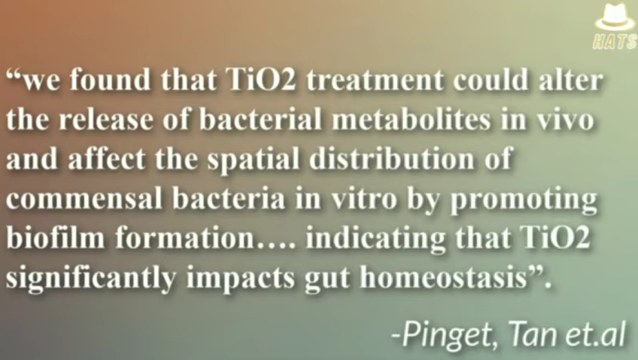 HATS
“we found that TiO2 treatment could alter
the release of bacterial metabolites in vivo
and affect the spatial distribution of
commensal bacteria in vitro by promoting
biofilm formation…. indicating that TiO2
significantly impacts gut homeostasis”.
-Pinget, Tan et.al